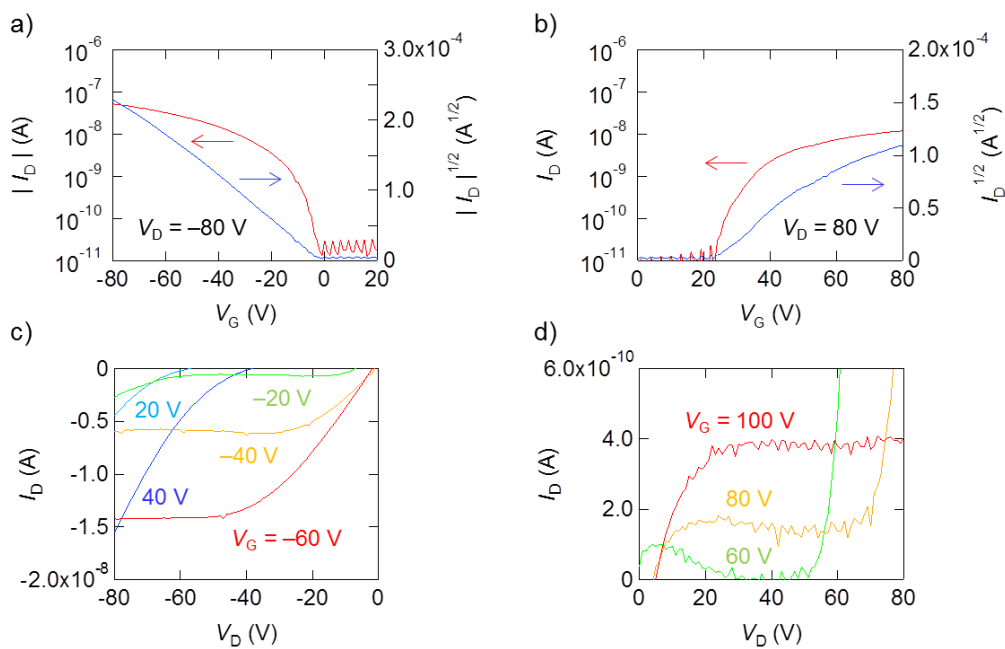 a)
10⁻⁶
10⁻⁷
10⁻⁸
10⁻⁹
10⁻¹⁰
10⁻¹¹
| I_D | (A)
3.0x10⁻⁴
2.0
1.0
0
| I_D |^{1/2} (A^{1/2})
V_D = –80 V
-80 -60 -40 -20 0 20
V_G (V)
b)
10⁻⁶
10⁻⁷
10⁻⁸
10⁻⁹
10⁻¹⁰
10⁻¹¹
I_D (A)
2.0x10⁻⁴
1.5
1.0
0.5
0
I_D^{1/2} (A^{1/2})
V_D = 80 V
0 20 40 60 80
V_G (V)
c)
0
-0.5
-1.0
-1.5
-2.0x10⁻⁸
I_D (A)
20 V
–20 V
–40 V
40 V
V_G = –60 V
-80 -60 -40 -20 0
V_D (V)
d)
6.0x10⁻¹⁰
4.0
2.0
0
I_D (A)
V_G = 100 V
80 V
60 V
0 20 40 60 80
V_D (V)